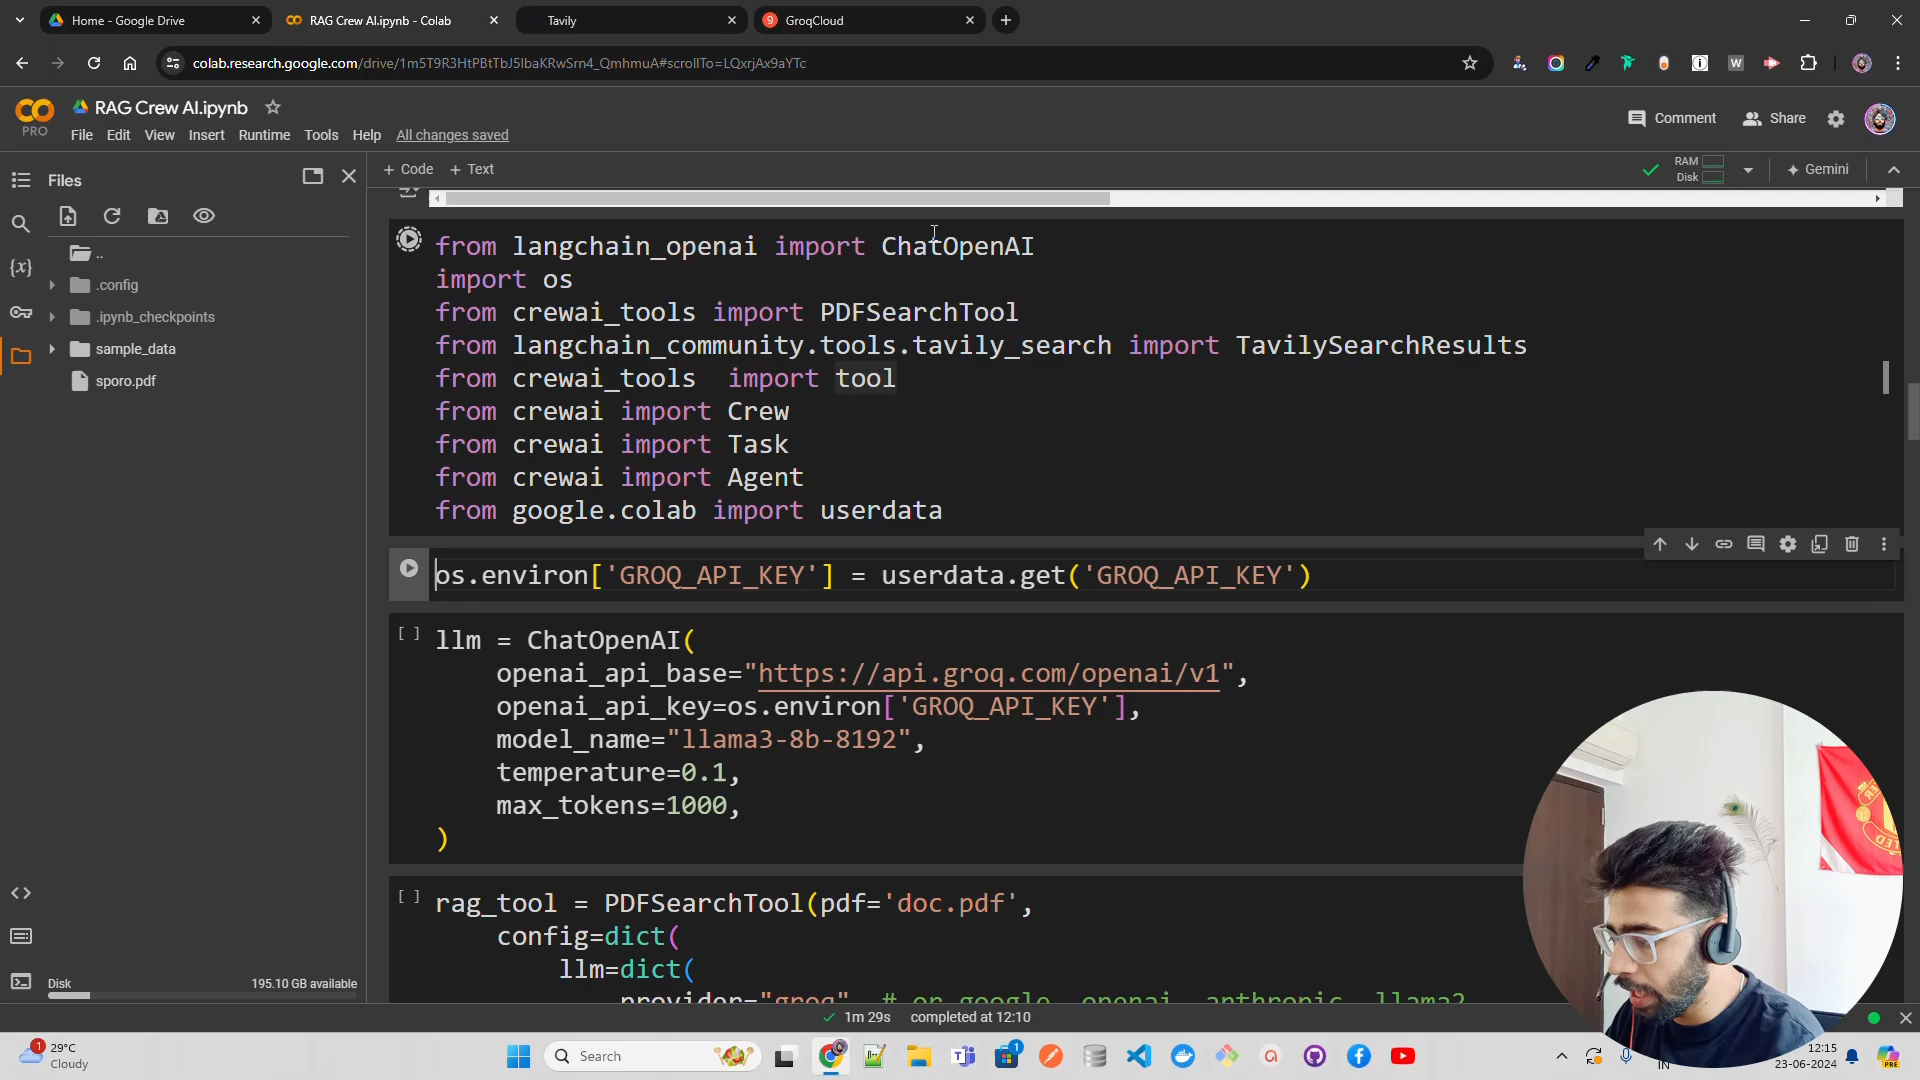 Home - Google Drive
RAG Crew AI.ipynb - Colab
Tavily
9
GroqCloud
colab.research.google.com/drive/1m5T9R3HtPBtTbJ5IbaKRwSrn4_QmhmuA#scrollTo=LQxrjAx9aYTc
PRO
RAG Crew AI.ipynb
File Edit View Insert Runtime Tools Help All changes saved
Comment
Share
Files
+ Code + Text
RAM
Disk
Gemini
..
.config
.ipynb_checkpoints
sample_data
sporo.pdf
{x}
from langchain_openai import ChatOpenAI
import os
from crewai_tools import PDFSearchTool
from langchain_community.tools.tavily_search import TavilySearchResults
from crewai_tools  import tool
from crewai import Crew
from crewai import Task
from crewai import Agent
from google.colab import userdata
os.environ['GROQ_API_KEY'] = userdata.get('GROQ_API_KEY')
[ ] llm = ChatOpenAI(
openai_api_base="https://api.groq.com/openai/v1",
openai_api_key=os.environ['GROQ_API_KEY'],
model_name="llama3-8b-8192",
temperature=0.1,
max_tokens=1000,
)
[ ] rag_tool = PDFSearchTool(pdf='doc.pdf',
config=dict(
llm=dict(
provider="groq", # or google, openai, anthropic, llama2
Disk
195.10 GB available
1m 29s completed at 12:10
1
29°C
Cloudy
Search
1
IN
12:15
23-06-2024
PRE